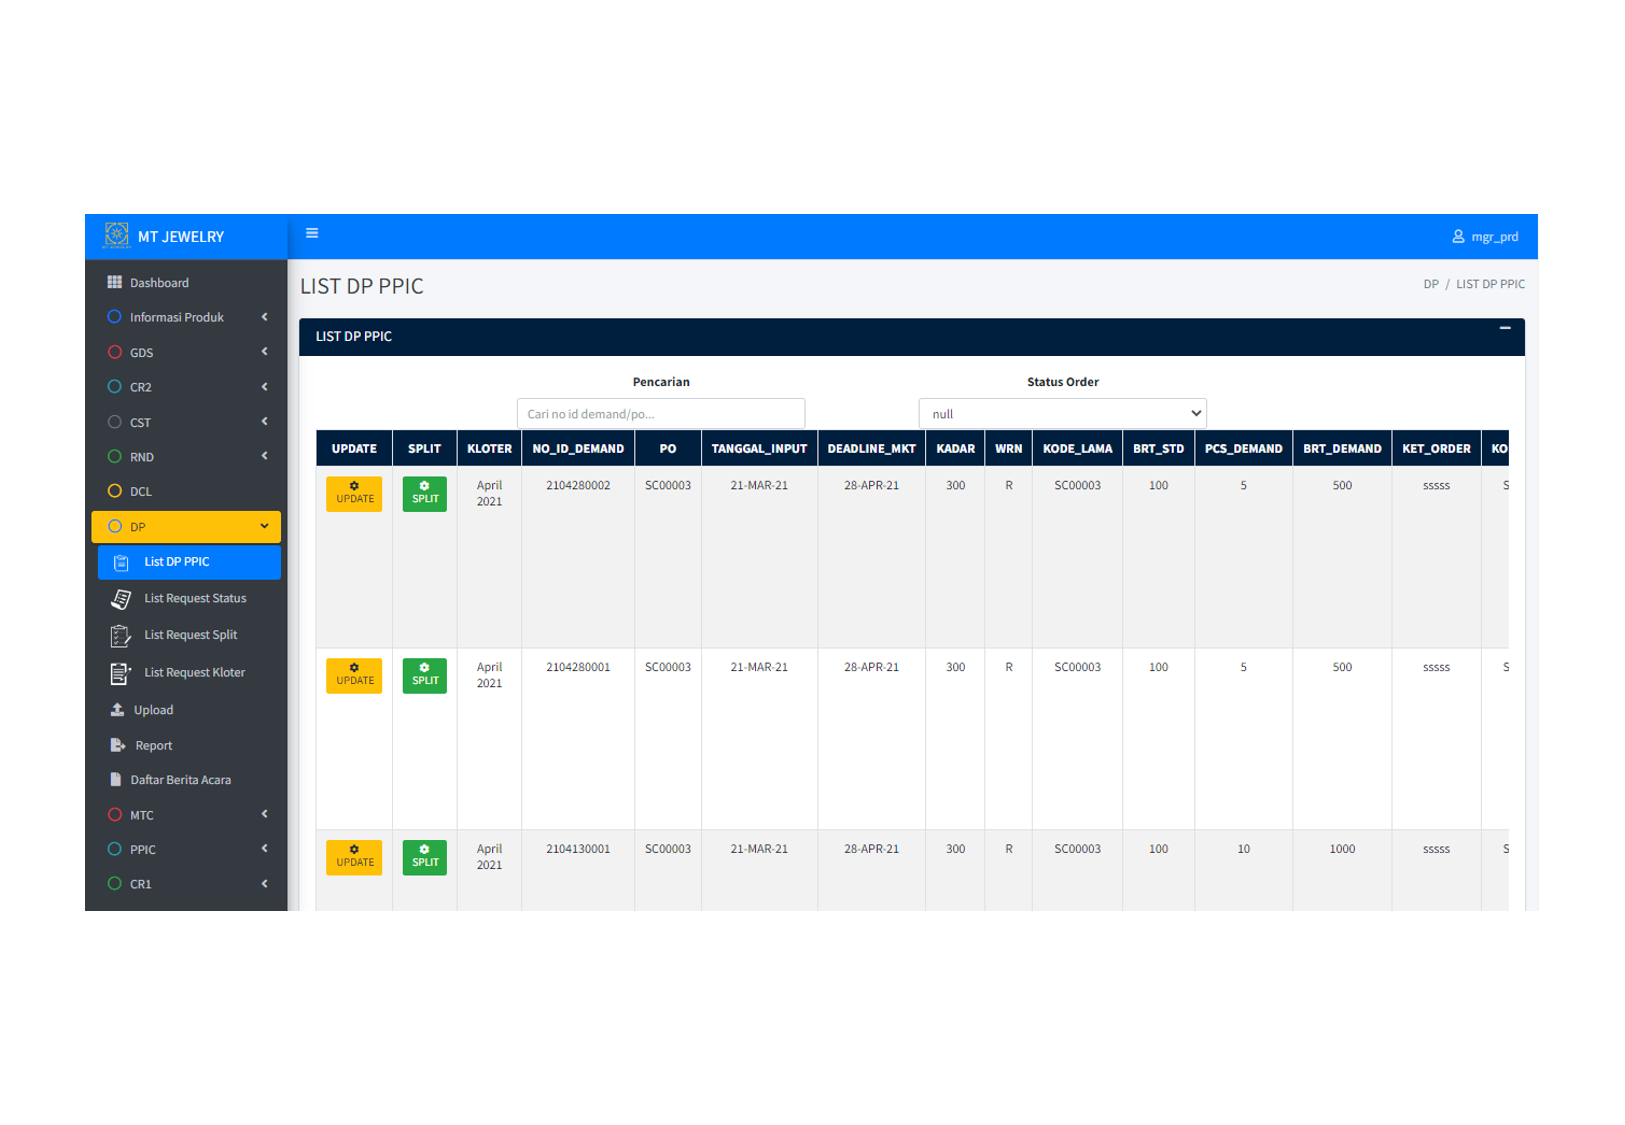 MT JEWELRY
mgr_prd
Dashboard
Informasi Produk
GDS
CR2
CST
RND
DCL
DP
List DP PPIC
List Request Status
List Request Split
List Request Kloter
Upload
Report
Daftar Berita Acara
MTC
PPIC
CR1
LIST DP PPIC
DP / LIST DP PPIC
LIST DP PPIC
Pencarian Status Order
Cari no id demand/po... null
UPDATE SPLIT KLOTER NO_ID_DEMAND PO TANGGAL_INPUT DEADLINE_MKT KADAR WRN KODE_LAMA BRT_STD PCS_DEMAND BRT_DEMAND KET_ORDER KO
UPDATE SPLIT April 2021 2104280002 SC00003 21-MAR-21 28-APR-21 300 R SC00003 100 5 500 sssss S
UPDATE SPLIT April 2021 2104280001 SC00003 21-MAR-21 28-APR-21 300 R SC00003 100 5 500 sssss S
UPDATE SPLIT April 2021 2104130001 SC00003 21-MAR-21 28-APR-21 300 R SC00003 100 10 1000 sssss S